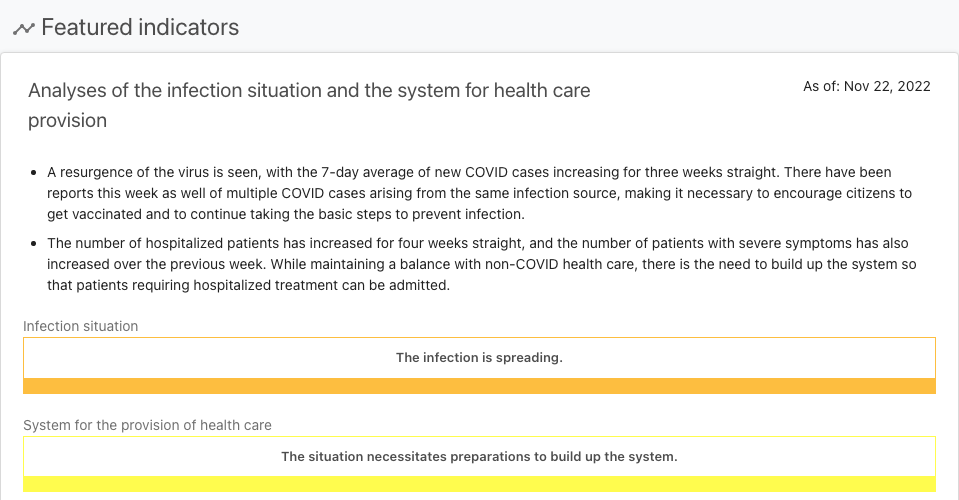 Featured indicators
Analyses of the infection situation and the system for health care
provision
As of: Nov 22, 2022
• A resurgence of the virus is seen, with the 7-day average of new COVID cases increasing for three weeks straight. There have been
reports this week as well of multiple COVID cases arising from the same infection source, making it necessary to encourage citizens to
get vaccinated and to continue taking the basic steps to prevent infection.
• The number of hospitalized patients has increased for four weeks straight, and the number of patients with severe symptoms has also
increased over the previous week. While maintaining a balance with non-COVID health care, there is the need to build up the system so
that patients requiring hospitalized treatment can be admitted.
Infection situation
The infection is spreading.
System for the provision of health care
The situation necessitates preparations to build up the system.